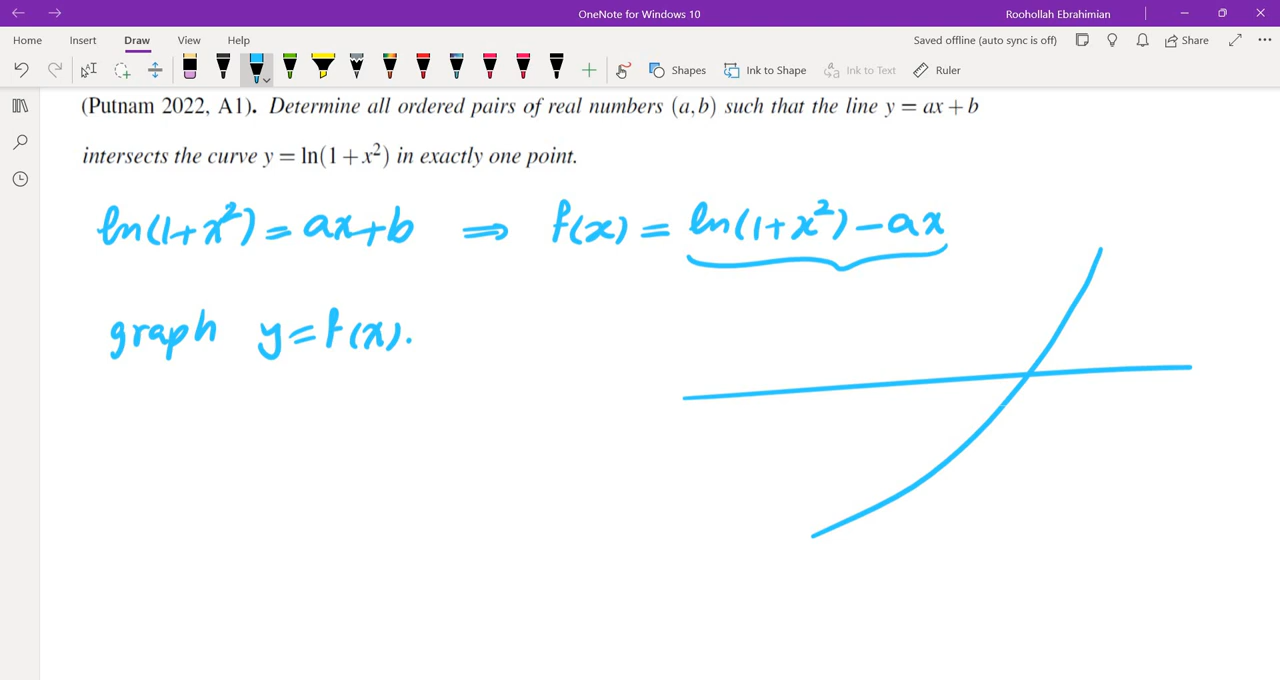 OneNote for Windows 10
Roohollah Ebrahimian
Home Insert Draw View Help
Saved offline (auto sync is off)
Share
Shapes
Ink to Shape
Ink to Text
Ruler
(Putnam 2022, A1). Determine all ordered pairs of real numbers (a,b) such that the line y = ax + b
intersects the curve y = ln(1 + x²) in exactly one point.
ln(1+x²) = ax+b ⇒ f(x) = ln(1+x²) - ax
graph y = f(x).